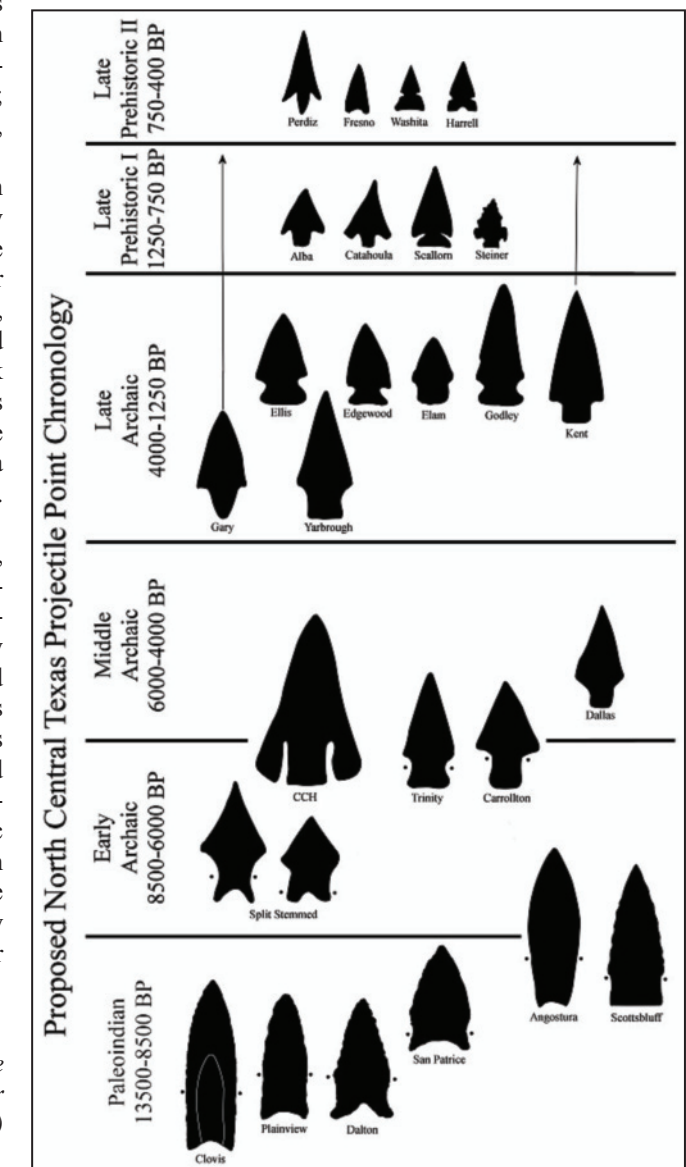 Proposed North Central Texas Projectile Point Chronology
Late
Prehistoric II
750-400 BP
Perdiz
Fresno
Washita
Harrell
Late
Prehistoric I
1250-750 BP
Alba
Catahoula
Scallorn
Steiner
Late
Archaic
4000-1250 BP
Ellis
Edgewood
Elam
Godley
Kent
Gary
Yarbrough
Middle
Archaic
6000-4000 BP
Dallas
CCH
Trinity
Carrollton
Early
Archaic
8500-6000 BP
Split Stemmed
Angostura
Scottsbluff
Paleoindian
13500-8500 BP
San Patrice
Plainview
Dalton
Clovis